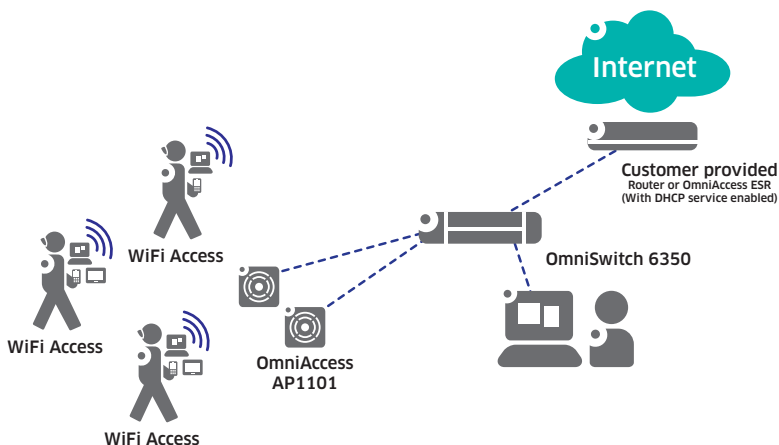 Internet
Customer provided
Router or OmniAccess ESR
(With DHCP service enabled)
WiFi Access
OmniSwitch 6350
WiFi Access
OmniAccess
AP1101
WiFi Access